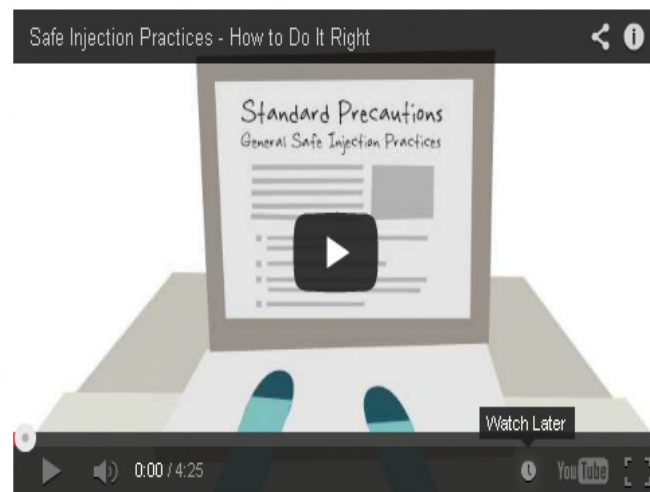 Safe Injection Practices - How to Do It Right
Standard Precautions
General Safe Injection Practices
Watch Later
0:00 / 4:25
YouTube